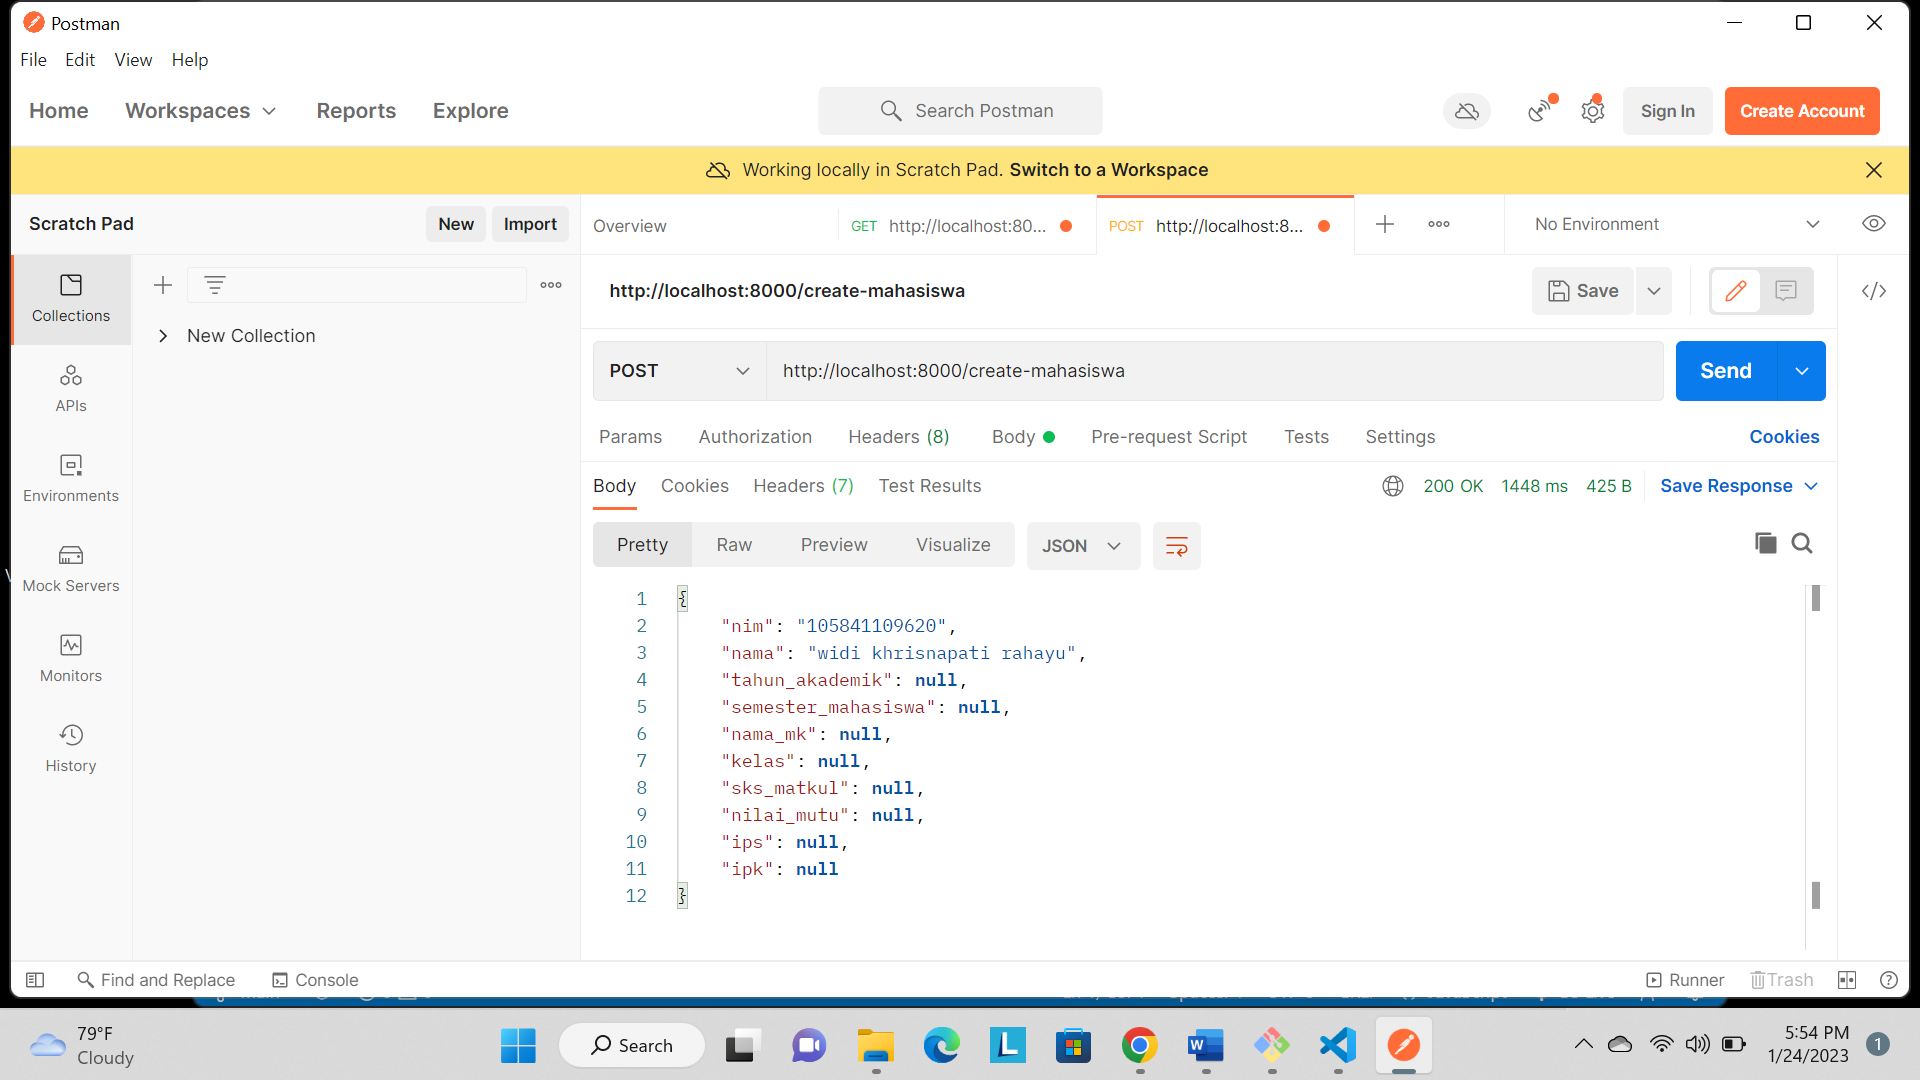 Postman
File Edit View Help
Home Workspaces Reports Explore Search Postman Sign In Create Account
Working locally in Scratch Pad. Switch to a Workspace
Scratch Pad New Import Overview GET http://localhost:80... POST http://localhost:8... No Environment
Collections
New Collection
APIs
Environments
Mock Servers
Monitors
History
http://localhost:8000/create-mahasiswa Save
POST http://localhost:8000/create-mahasiswa Send
Params Authorization Headers (8) Body Pre-request Script Tests Settings Cookies
Body Cookies Headers (7) Test Results 200 OK 1448 ms 425 B Save Response
Pretty Raw Preview Visualize JSON
1 {
2 "nim": "105841109620",
3 "nama": "widi khrisnapati rahayu",
4 "tahun_akademik": null,
5 "semester_mahasiswa": null,
6 "nama_mk": null,
7 "kelas": null,
8 "sks_matkul": null,
9 "nilai_mutu": null,
10 "ips": null,
11 "ipk": null
12 }
Find and Replace Console Runner Trash
79°F
Cloudy
Search
5:54 PM
1/24/2023
1